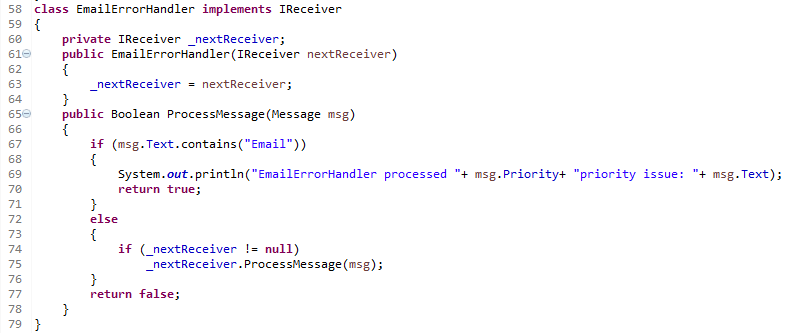 58 class EmailErrorHandler implements IReceiver
59 {
60     private IReceiver _nextReceiver;
61     public EmailErrorHandler(IReceiver nextReceiver)
62     {
63         _nextReceiver = nextReceiver;
64     }
65     public Boolean ProcessMessage(Message msg)
66     {
67         if (msg.Text.contains("Email"))
68         {
69             System.out.println("EmailErrorHandler processed "+ msg.Priority+ "priority issue: "+ msg.Text);
70             return true;
71         }
72         else
73         {
74             if (_nextReceiver != null)
75                 _nextReceiver.ProcessMessage(msg);
76         }
77         return false;
78     }
79 }